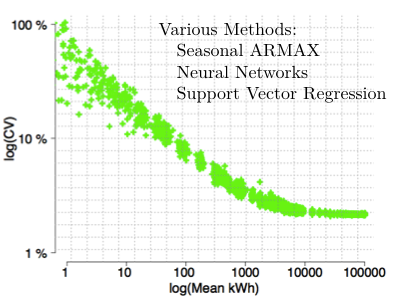 Various Methods:
Seasonal ARMAX
Neural Networks
Support Vector Regression
100 %
10 %
1 %
log(CV)
1 10 100 1000 10000 100000
log(Mean kWh)